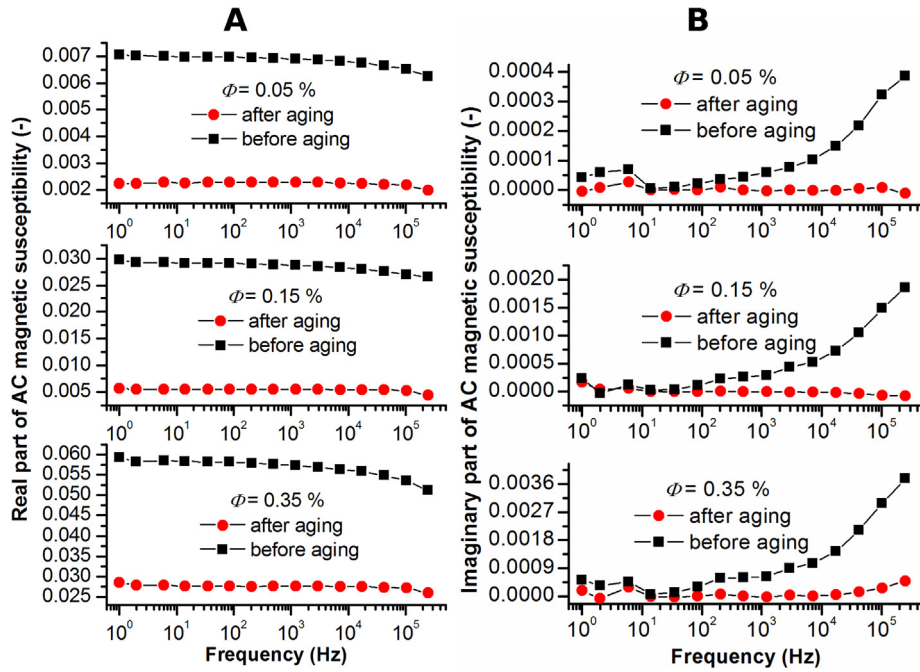 A
B
Real part of AC magnetic susceptibility (-)
0.007
0.006
0.005
0.004
0.003
0.002
Φ = 0.05 %
after aging
before aging
10⁰ 10¹ 10² 10³ 10⁴ 10⁵
0.030
0.025
0.020
0.015
0.010
0.005
Φ = 0.15 %
after aging
before aging
10⁰ 10¹ 10² 10³ 10⁴ 10⁵
0.060
0.055
0.050
0.045
0.040
0.035
0.030
0.025
Φ = 0.35 %
after aging
before aging
10⁰ 10¹ 10² 10³ 10⁴ 10⁵
Frequency (Hz)
Imaginary part of AC magnetic susceptibility (-)
0.0004
0.0003
0.0002
0.0001
0.0000
Φ = 0.05 %
after aging
before aging
10⁰ 10¹ 10² 10³ 10⁴ 10⁵
0.0020
0.0015
0.0010
0.0005
0.0000
Φ = 0.15 %
after aging
before aging
10⁰ 10¹ 10² 10³ 10⁴ 10⁵
0.0036
0.0027
0.0018
0.0009
0.0000
Φ = 0.35 %
after aging
before aging
10⁰ 10¹ 10² 10³ 10⁴ 10⁵
Frequency (Hz)